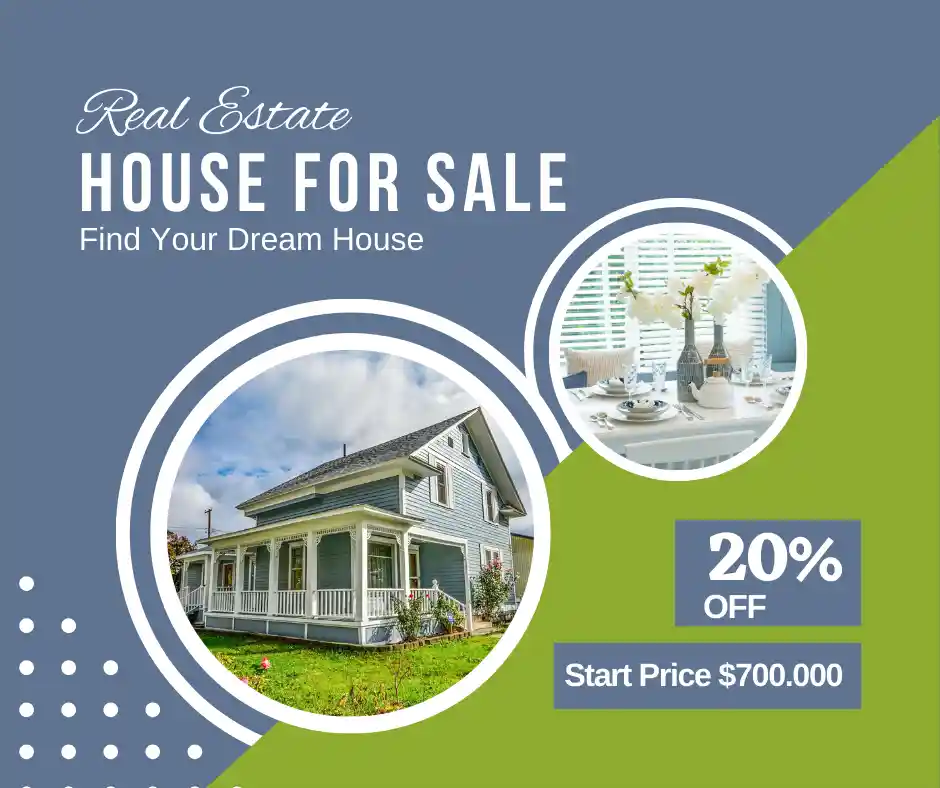 Real Estate
HOUSE FOR SALE
Find Your Dream House
20%
OFF
Start Price $700.000